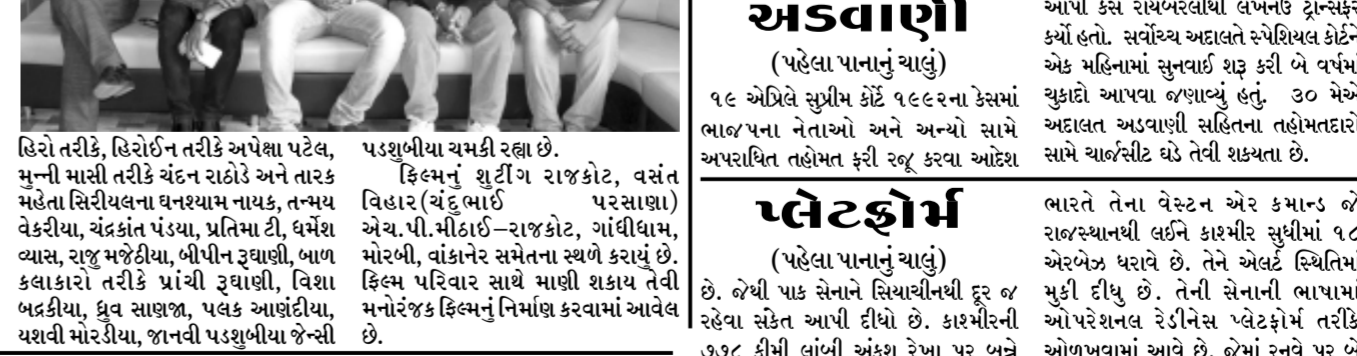 હિરો તરીકે, હિરોઈન તરીકે અપેક્ષા પટેલ,
મુન્ની માસી તરીકે ચંદન રાઠોડે અને તારક
મહેતા સિરીયલના ઘનશ્યામ નાયક, તન્મય
વેકરીયા, ચંદ્રકાંત પંડયા, પ્રતિમા ટી, ધર્મેશ
વ્યાસ, રાજુ મજેઠીયા, બીપીન રૂઘાણી, બાળ
કલાકારો તરીકે પ્રાંચી રૂઘાણી, વિશા
બદ્રકીયા, ધ્રુવ સાણજા, પલક આણંદીયા,
યશવી મોરડીયા, જાનવી પડશુબીયા જેન્સી
પડશુબીયા ચમકી રહ્યા છે.
ફિલ્મનું શુટીંગ રાજકોટ, વસંત
વિહાર(ચંદુભાઈ પરસાણા)
એચ.પી.મીઠાઈ–રાજકોટ, ગાંધીધામ,
મોરબી, વાંકાનેર સમેતના સ્થળે કરાયું છે.
ફિલ્મ પરિવાર સાથે માણી શકાય તેવી
મનોરંજક ફિલ્મનું નિર્માણ કરવામાં આવેલ
છે.
અડવાણી
(પહેલા પાનાનું ચાલું)
૧૯ એપ્રિલે સુપ્રીમ કોર્ટે ૧૯૯૨ના કેસમાં
ભાજપના નેતાઓ અને અન્યો સામે
અપરાધિત તહોમત ફરી રજૂ કરવા આદેશ
આપી કેસ રાયબરેલીથી લખનઉ ટ્રાન્સફર
કર્યો હતો. સર્વોચ્ચ અદાલતે સ્પેશિયલ કોર્ટને
એક મહિનામાં સુનવાઈ શરૂ કરી બે વર્ષમાં
ચુકાદો આપવા જણાવ્યું હતું. ૩૦ મેએ
અદાલત અડવાણી સહિતના તહોમતદારો
સામે ચાર્જસીટ ઘડે તેવી શકયતા છે.
પ્લેટફોર્મ
(પહેલા પાનાનું ચાલું)
છે. જેથી પાક સેનાને સિયાચીનથી દૂર જ
રહેવા સંકેત આપી દીધો છે. કાશ્મીરની
૭૭૮ કીમી લાંબી અંકુશ રેખા પર બન્ને
ભારતે તેના વેસ્ટન એર કમાન્ડ જે
રાજસ્થાનથી લઈને કાશ્મીર સુધીમાં ૧૮
એરબેઝ ધરાવે છે. તેને એલર્ટ સ્થિતિમાં
મુકી દીધુ છે. તેની સેનાની ભાષામાં
ઓપરેશનલ રેડીનેસ પ્લેટફોર્મ તરીકે
ઓળખવામાં આવે છે. જેમાં રનવે પર બે